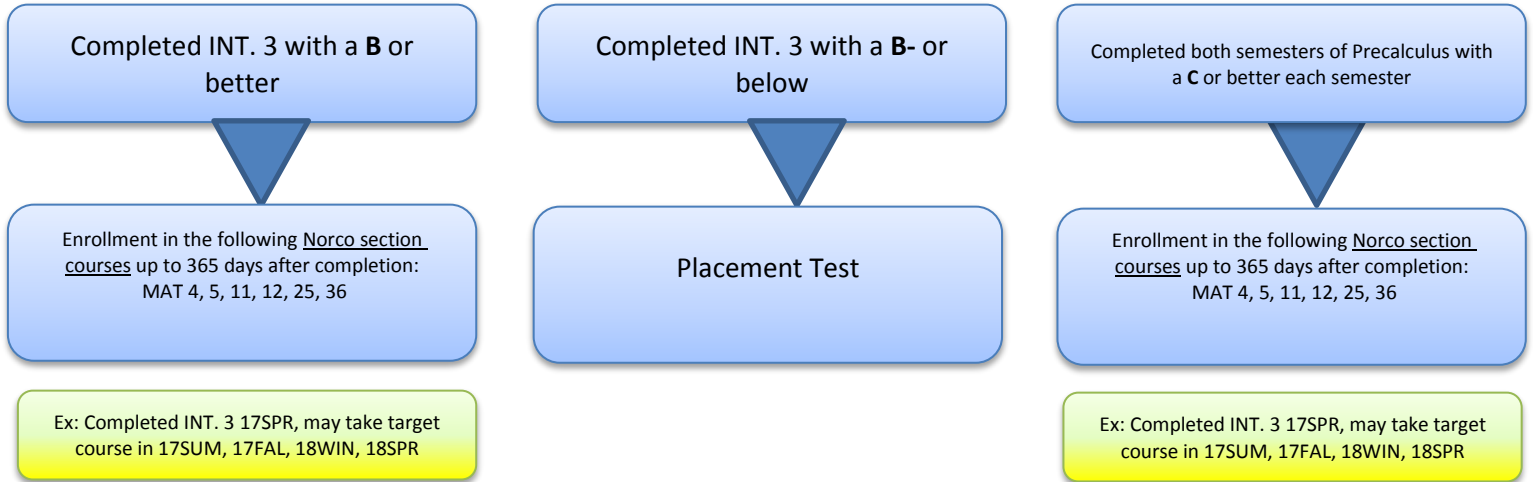 Completed INT. 3 with a B or
better
Enrollment in the following Norco section
courses up to 365 days after completion:
MAT 4, 5, 11, 12, 25, 36
Ex: Completed INT. 3 17SPR, may take target
course in 17SUM, 17FAL, 18WIN, 18SPR
Completed INT. 3 with a B- or
below
Placement Test
Completed both semesters of Precalculus with
a C or better each semester
Enrollment in the following Norco section
courses up to 365 days after completion:
MAT 4, 5, 11, 12, 25, 36
Ex: Completed INT. 3 17SPR, may take target
course in 17SUM, 17FAL, 18WIN, 18SPR